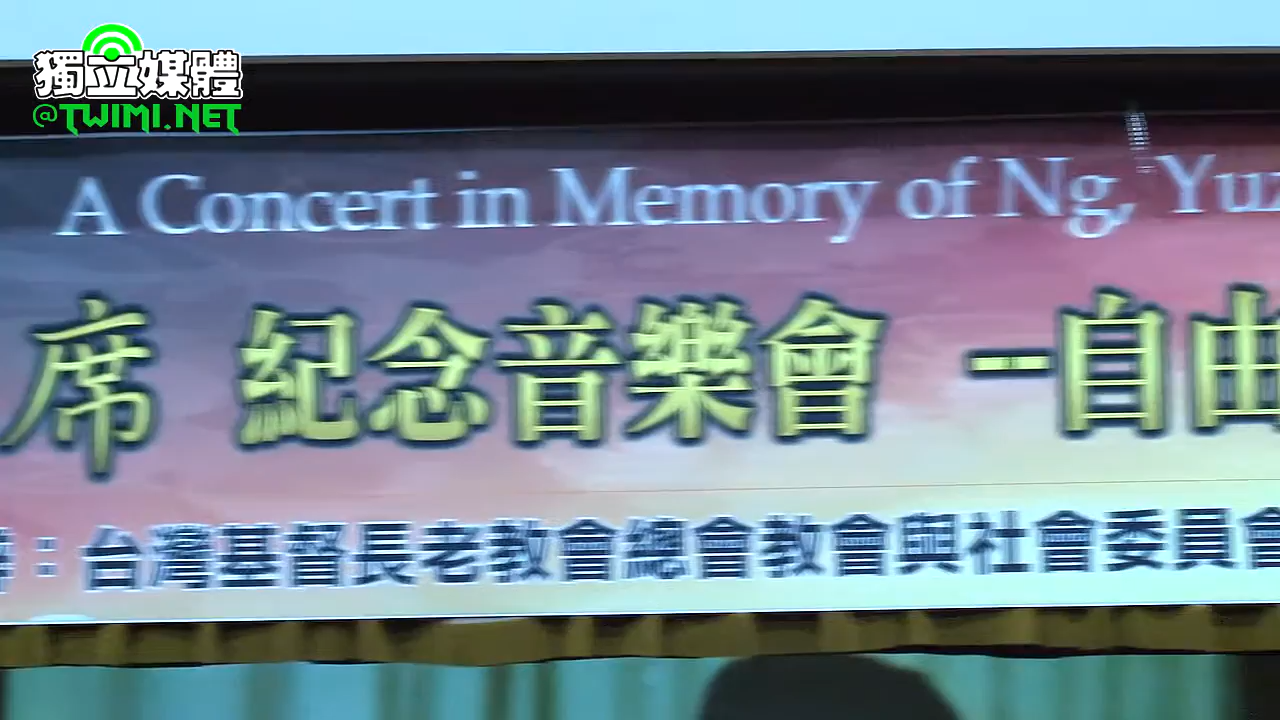 獨立媒體
@TWIMI.NET
A Concert in Memory of Ng,
席 紀念音樂會 －自由
：台灣基督長老教會總會教會與社會委員會